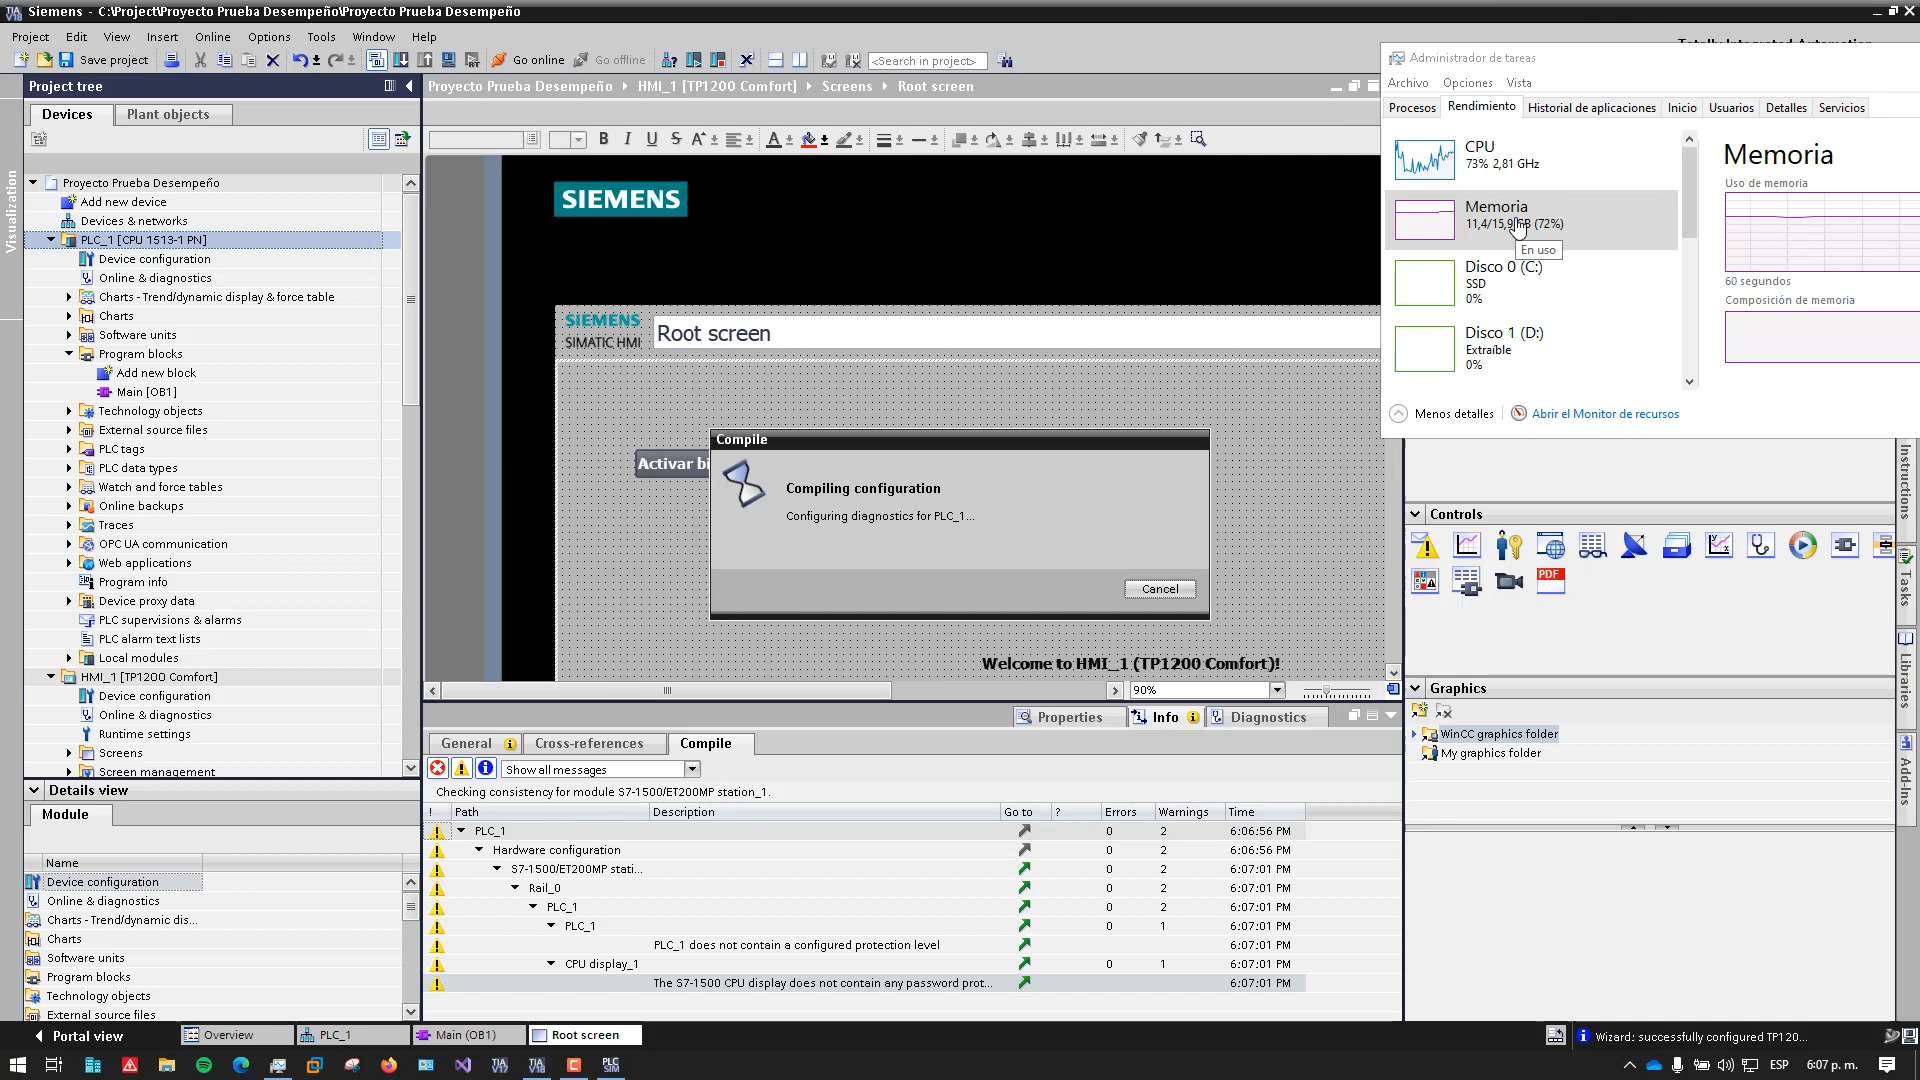 Siemens - C:\Project\Proyecto Prueba Desempeño\Proyecto Prueba Desempeño
Project Edit View Insert Online Options Tools Window Help
Save project
Go online
Go offline
<Search in project>
Project tree
Devices
Plant objects
Visualization
Proyecto Prueba Desempeño
Add new device
Devices & networks
PLC_1 [CPU 1513-1 PN]
Device configuration
Online & diagnostics
Charts - Trend/dynamic display & force table
Charts
Software units
Program blocks
Add new block
Main [OB1]
Technology objects
External source files
PLC tags
PLC data types
Watch and force tables
Online backups
Traces
OPC UA communication
Web applications
Program info
Device proxy data
PLC supervisions & alarms
PLC alarm text lists
Local modules
HMI_1 [TP1200 Comfort]
Device configuration
Online & diagnostics
Runtime settings
Screens
Screen management
Details view
Module
Name
Device configuration
Online & diagnostics
Charts - Trend/dynamic dis...
Charts
Software units
Program blocks
Technology objects
External source files
Proyecto Prueba Desempeño
HMI_1 [TP1200 Comfort]
Screens
Root screen
B I U S A
SIEMENS
SIEMENS
SIMATIC HMI
Root screen
Activar bi
Compile
Compiling configuration
Configuring diagnostics for PLC_1...
Cancel
Welcome to HMI_1 (TP1200 Comfort)!
90%
Properties
Info
Diagnostics
General
Cross-references
Compile
Show all messages
Checking consistency for module S7-1500/ET200MP station_1.
! Path Description Go to ? Errors Warnings Time
PLC_1 0 2 6:06:56 PM
Hardware configuration 0 2 6:06:56 PM
S7-1500/ET200MP stati... 0 2 6:07:01 PM
Rail_0 0 2 6:07:01 PM
PLC_1 0 2 6:07:01 PM
PLC_1 0 1 6:07:01 PM
PLC_1 does not contain a configured protection level 6:07:01 PM
CPU display_1 0 1 6:07:01 PM
The S7-1500 CPU display does not contain any password prot... 6:07:01 PM
Administrador de tareas
Archivo Opciones Vista
Procesos Rendimiento Historial de aplicaciones Inicio Usuarios Detalles Servicios
CPU
73% 2,81 GHz
Memoria
11,4/15,9 GB (72%)
En uso
Disco 0 (C:)
SSD
0%
Disco 1 (D:)
Extraíble
0%
Memoria
Uso de memoria
60 segundos
Composición de memoria
Menos detalles
Abrir el Monitor de recursos
Controls
PDF
Graphics
WinCC graphics folder
My graphics folder
Instructions
Tasks
Libraries
Add-Ins
Portal view
Overview
PLC_1
Main (OB1)
Root screen
Wizard: successfully configured TP120...
ESP
6:07 p. m.